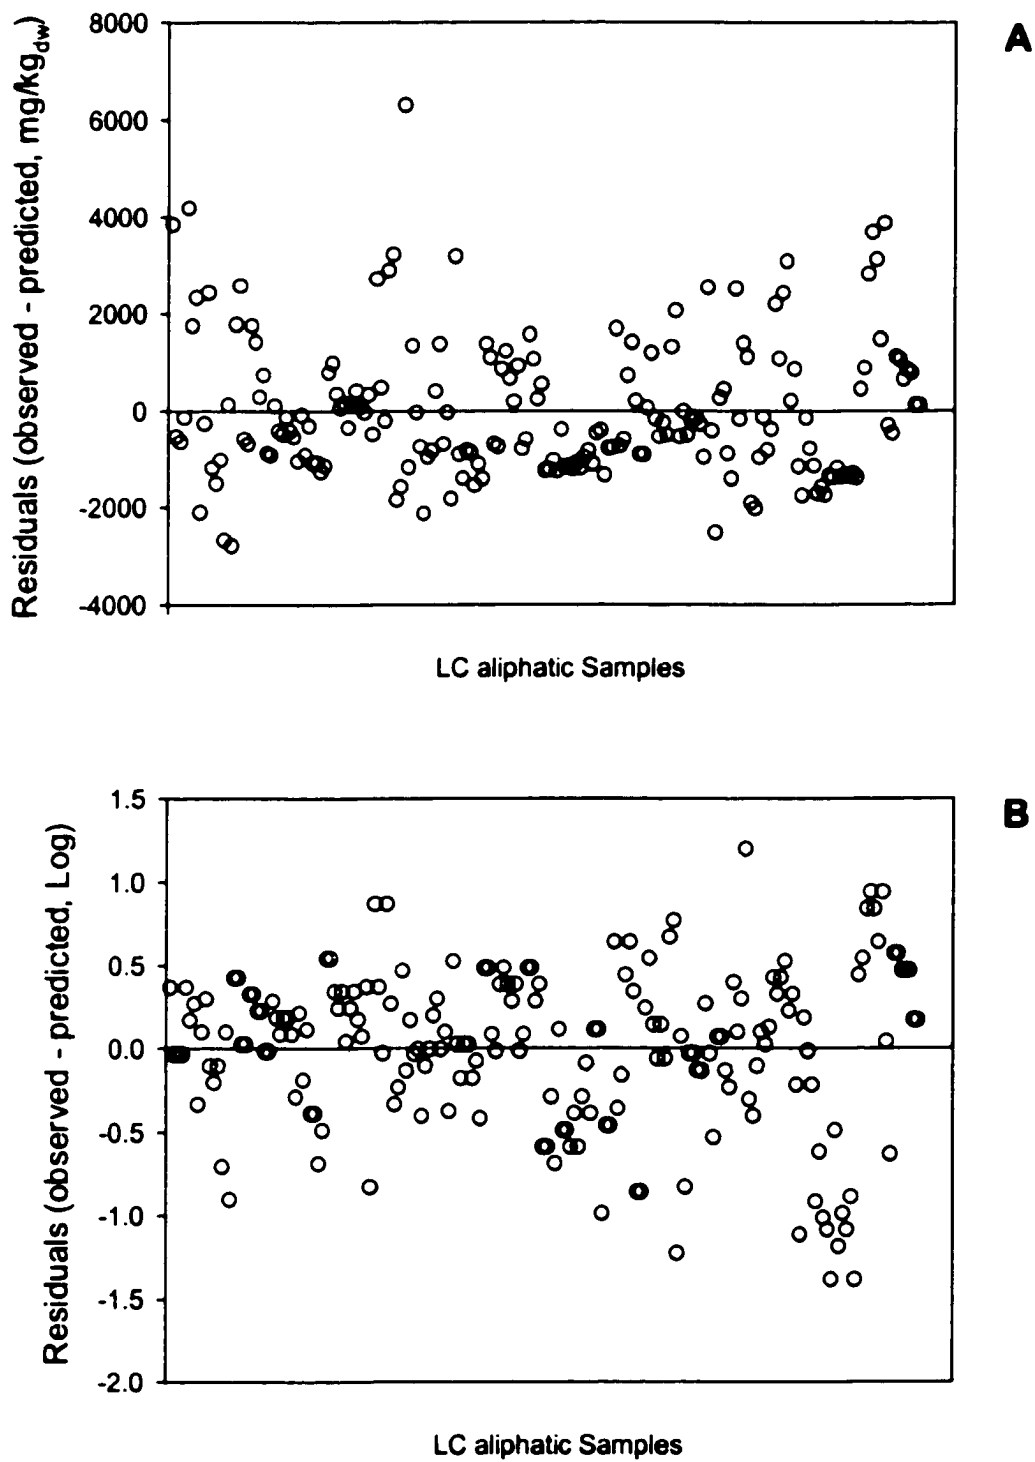 A
Residuals (observed - predicted, mg/kgdw)
8000
6000
4000
2000
0
-2000
-4000
LC aliphatic Samples
B
Residuals (observed - predicted, Log)
1.5
1.0
0.5
0.0
-0.5
-1.0
-1.5
-2.0
LC aliphatic Samples